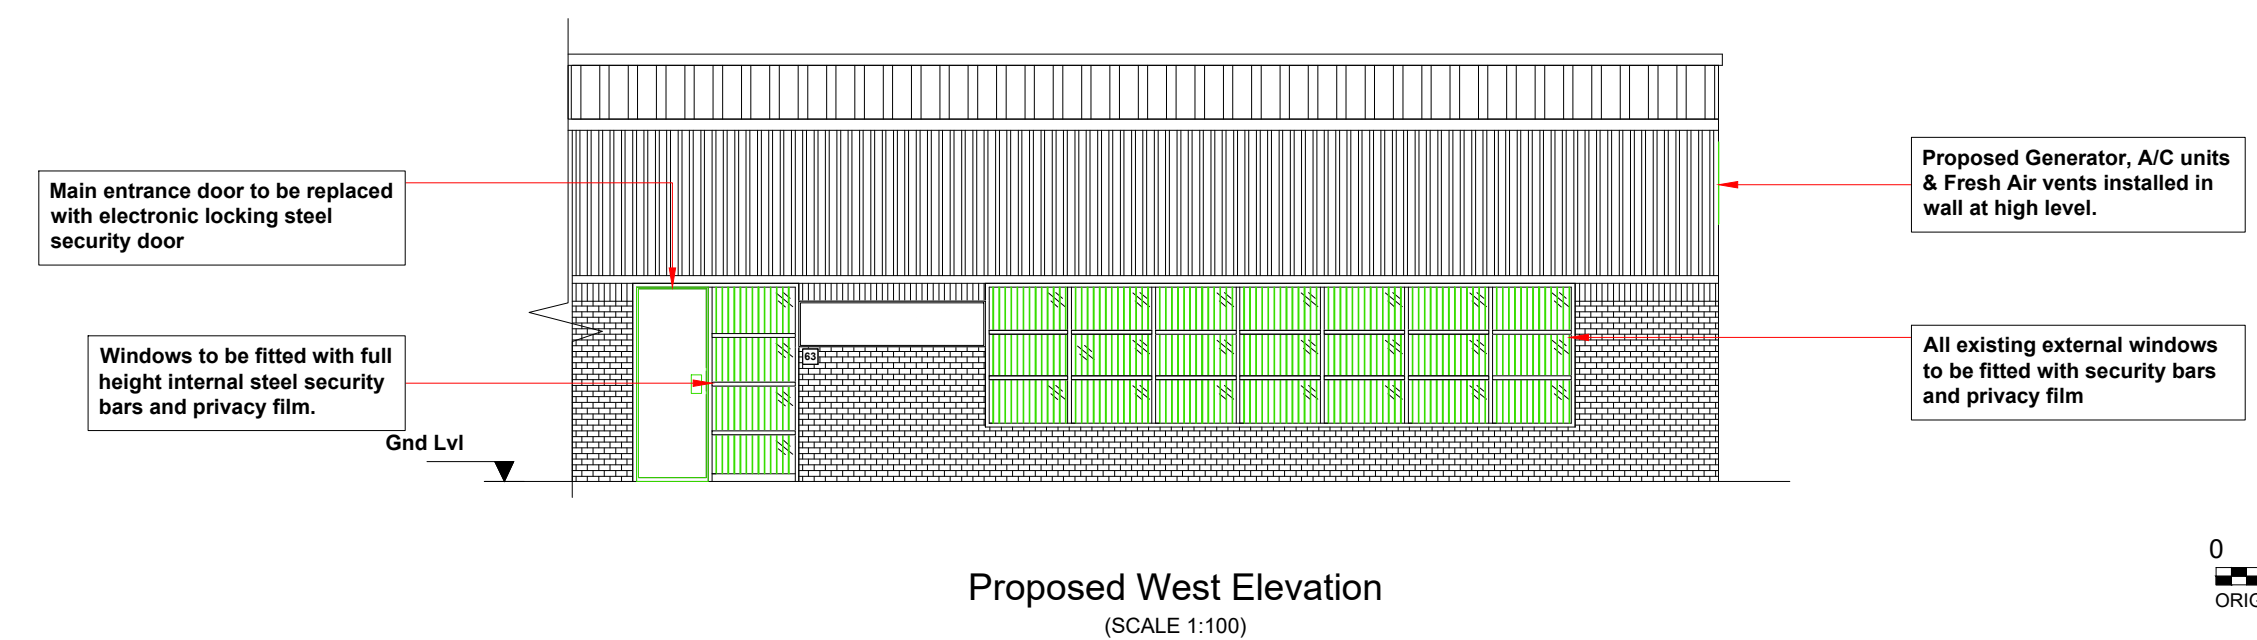 Main entrance door to be replaced
with electronic locking steel
security door
Windows to be fitted with full
height internal steel security
bars and privacy film.
Gnd Lvl
63
Proposed Generator, A/C units
& Fresh Air vents installed in
wall at high level.
All existing external windows
to be fitted with security bars
and privacy film
Proposed West Elevation
(SCALE 1:100)
0
ORIG